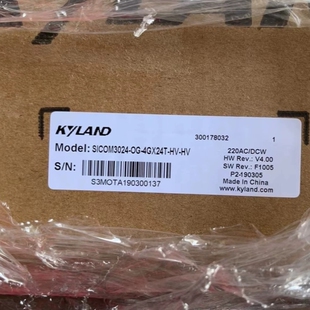 KYLAND
300178032 1
Model: SICOM3024-OG-4GX24T-HV-HV
220AC/DCW
HW Rev.: V4.00
S/N:
SW Rev.: F1005
P2-190305
S3MOTA190300137
Made in China
www.kyland.com